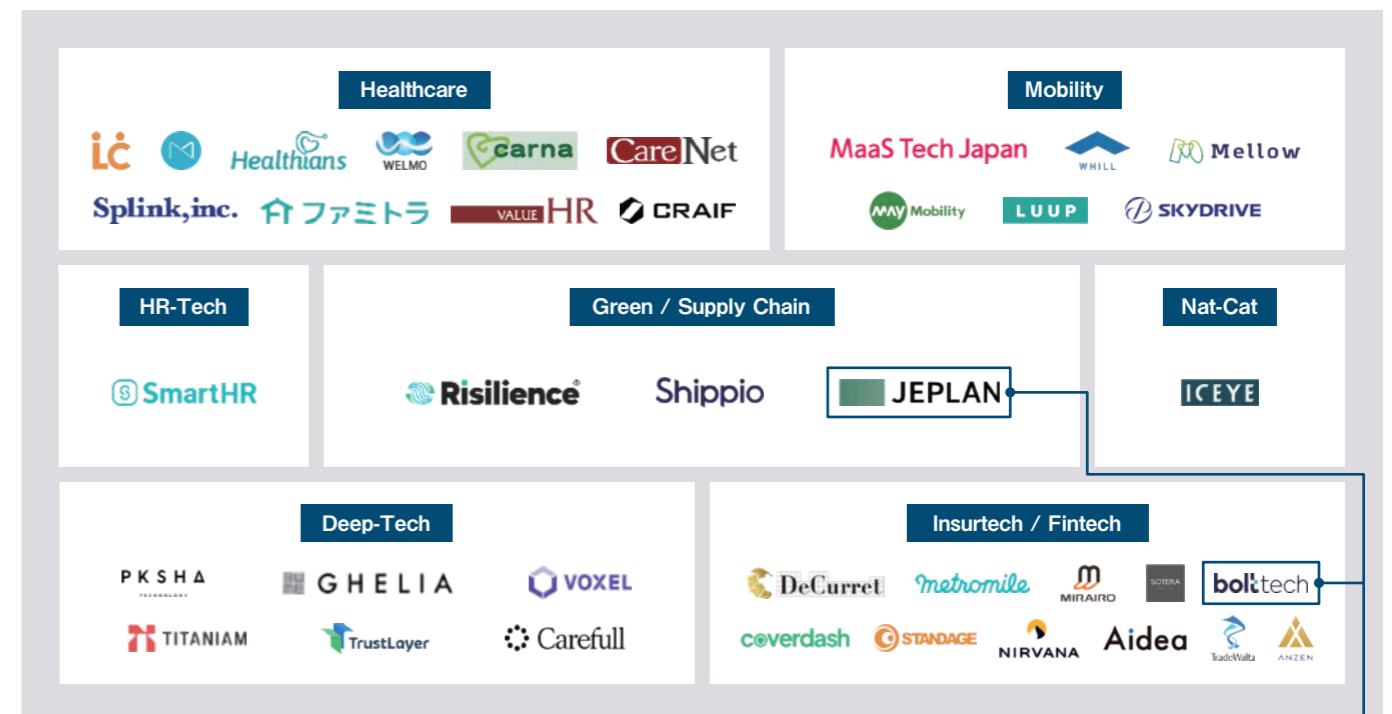 Healthcare
iC
M
Healthians
WELMO
carna
CareNet
Splink,inc.
ファミトラ
VALUE HR
CRAIF
Mobility
MaaS Tech Japan
WHILL
Mellow
MAY Mobility
LUUP
SKYDRIVE
HR-Tech
S SmartHR
Green / Supply Chain
Risilience®
Shippio
JEPLAN
Nat-Cat
ICEYE
Deep-Tech
PKSHA
TECHNOLOGY
GHELIA
VOXEL
TITANIAM
TrustLayer
Carefull
Insurtech / Fintech
DeCurret
metromile
MIRAIRO
SOTERA
bolttech
coverdash
STANDAGE
NIRVANA
Aidea
TradeWaltz
ANZEN